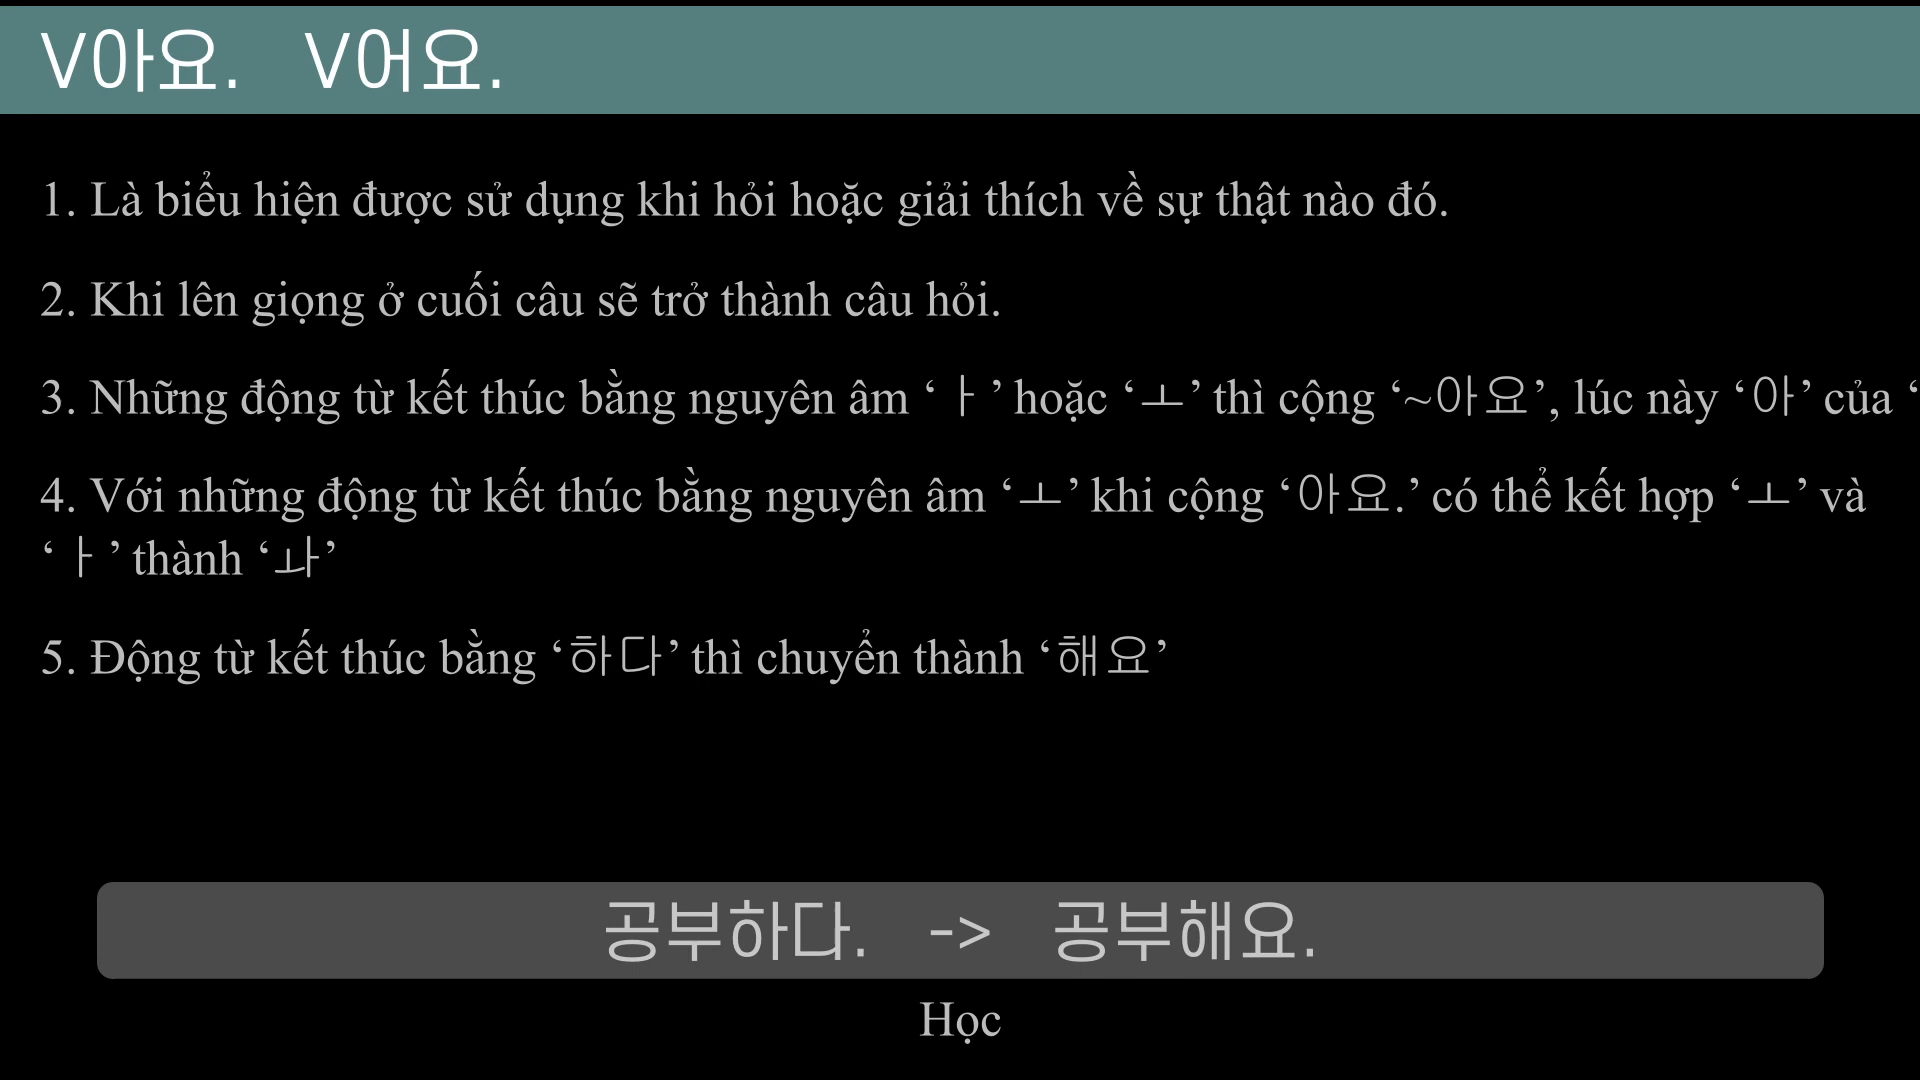 V아요. V어요.
1. Là biểu hiện được sử dụng khi hỏi hoặc giải thích về sự thật nào đó.
2. Khi lên giọng ở cuối câu sẽ trở thành câu hỏi.
3. Những động từ kết thúc bằng nguyên âm ‘ㅏ’ hoặc ‘ㅗ’ thì cộng ‘~아요’, lúc này ‘아’ của ‘
4. Với những động từ kết thúc bằng nguyên âm ‘ㅗ’ khi cộng ‘아요.’ có thể kết hợp ‘ㅗ’ và
‘ㅏ’ thành ‘ㅘ’
5. Động từ kết thúc bằng ‘하다’ thì chuyển thành ‘해요’
공부하다. -> 공부해요.
Học